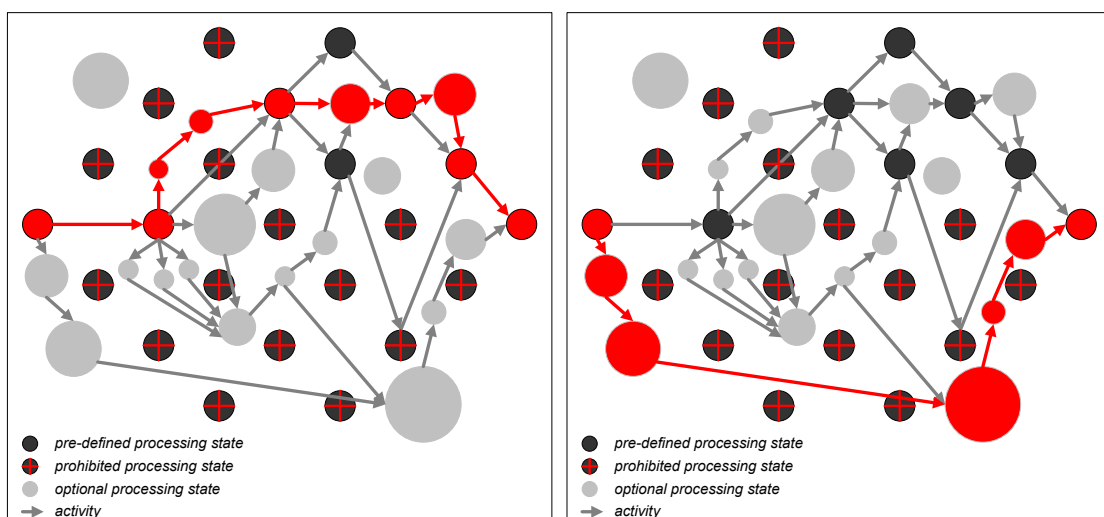 pre-defined processing state
prohibited processing state
optional processing state
activity
pre-defined processing state
prohibited processing state
optional processing state
activity